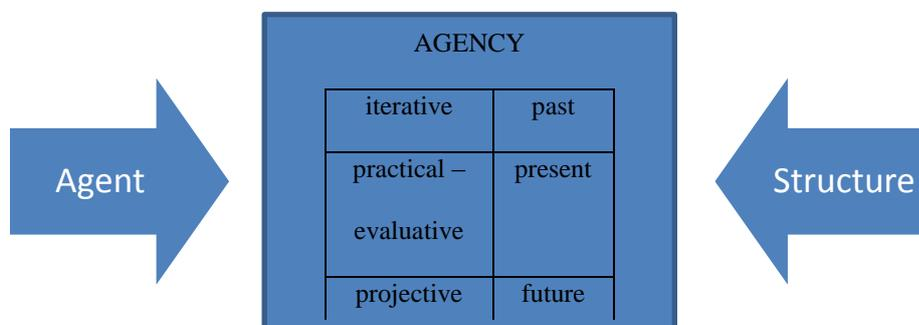 AGENCY
iterative past
Agent
practical – present
Structure
evaluative
projective future